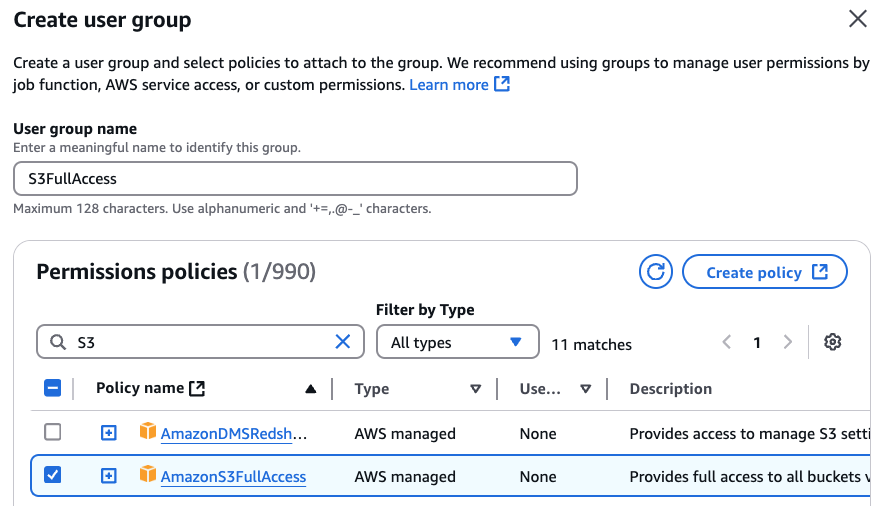 Create user group
Create a user group and select policies to attach to the group. We recommend using groups to manage user permissions by
job function, AWS service access, or custom permissions. Learn more
User group name
Enter a meaningful name to identify this group.
S3FullAccess
Maximum 128 characters. Use alphanumeric and '+=,.@-_' characters.
Permissions policies (1/990)
Create policy
Filter by Type
S3
All types
11 matches
1
Policy name Type Use... Description
AmazonDMSRedsh... AWS managed None Provides access to manage S3 setti
AmazonS3FullAccess AWS managed None Provides full access to all buckets v